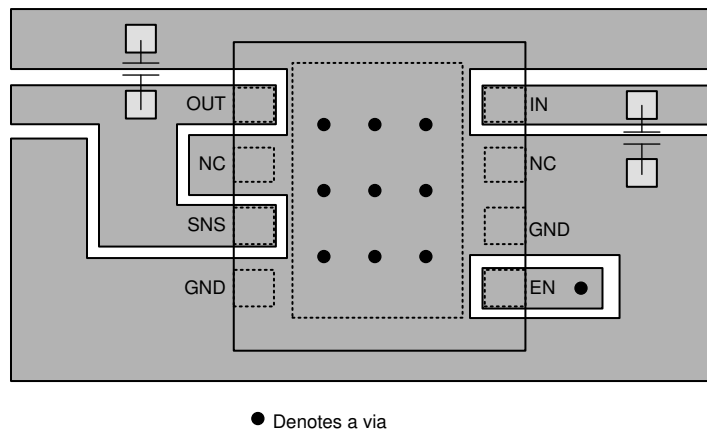 OUT
IN
NC
NC
SNS
GND
GND
EN
Denotes a via